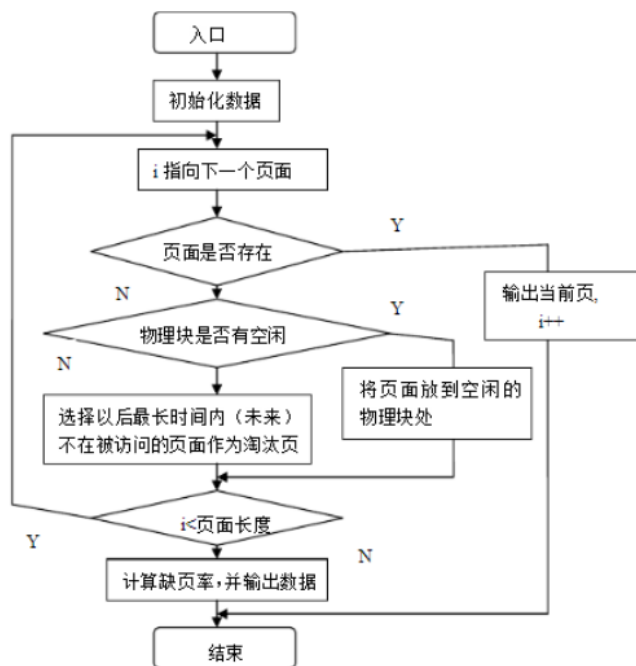 入口
初始化数据
i 指向下一个页面
页面是否存在
Y
N
输出当前页,
i++
物理块是否有空闲
Y
N
选择以后最长时间内（未来）
不在被访问的页面作为淘汰页
将页面放到空闲的
物理块处
i<页面长度
Y
N
计算缺页率,并输出数据
结束